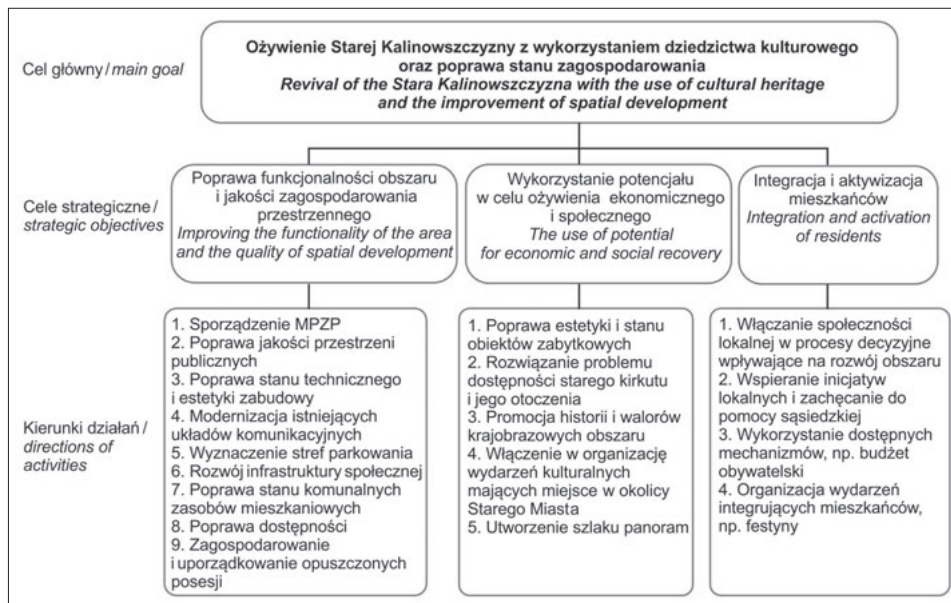 Cel główny / main goal
Ożywienie Starej Kalinowszczyzny z wykorzystaniem dziedzictwa kulturowego
oraz poprawa stanu zagospodarowania
Revival of the Stara Kalinowszczyzna with the use of cultural heritage
and the improvement of spatial development
Cele strategiczne /
strategic objectives
Poprawa funkcjonalności obszaru
i jakości zagospodarowania
przestrzennego
Improving the functionality of the area
and the quality of spatial development
Wykorzystanie potencjału
w celu ożywienia ekonomicznego
i społecznego
The use of potential
for economic and social recovery
Integracja i aktywizacja
mieszkańców
Integration and activation
of residents
Kierunki działań /
directions of
activities
1. Sporządzenie MPZP
2. Poprawa jakości przestrzeni
publicznych
3. Poprawa stanu technicznego
i estetyki zabudowy
4. Modernizacja istniejących
układów komunikacyjnych
5. Wyznaczenie stref parkowania
6. Rozwój infrastruktury społecznej
7. Poprawa stanu komunalnych
zasobów mieszkaniowych
8. Poprawa dostępności
9. Zagospodarowanie
i uporządkowanie opuszczonych
posesji
1. Poprawa estetyki i stanu
obiektów zabytkowych
2. Rozwiązanie problemu
dostępności starego kirkutu
i jego otoczenia
3. Promocja historii i walorów
krajobrazowych obszaru
4. Włączenie w organizację
wydarzeń kulturalnych
mających miejsce w okolicy
Starego Miasta
5. Utworzenie szlaku panoram
1. Włączanie społeczności
lokalnej w procesy decyzyjne
wpływające na rozwój obszaru
2. Wspieranie inicjatyw
lokalnych i zachęcanie do
pomocy sąsiedzkiej
3. Wykorzystanie dostępnych
mechanizmów, np. budżet
obywatelski
4. Organizacja wydarzeń
integrujących mieszkańców,
np. festyny